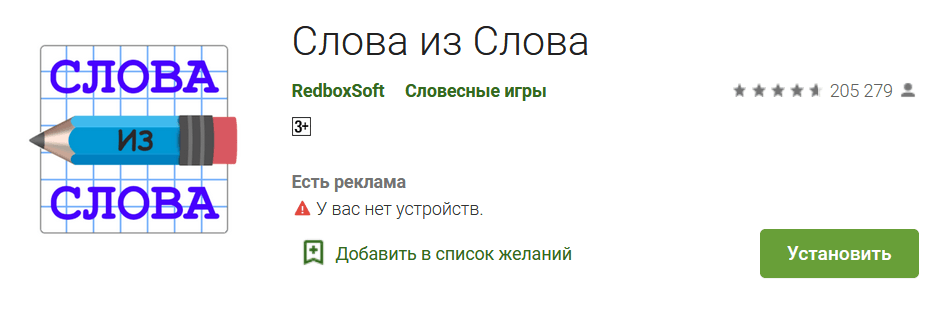 СЛОВА
ИЗ
СЛОВА
Слова из Слова
RedboxSoft Словесные игры
205 279
3+
Есть реклама
У вас нет устройств.
Добавить в список желаний
Установить